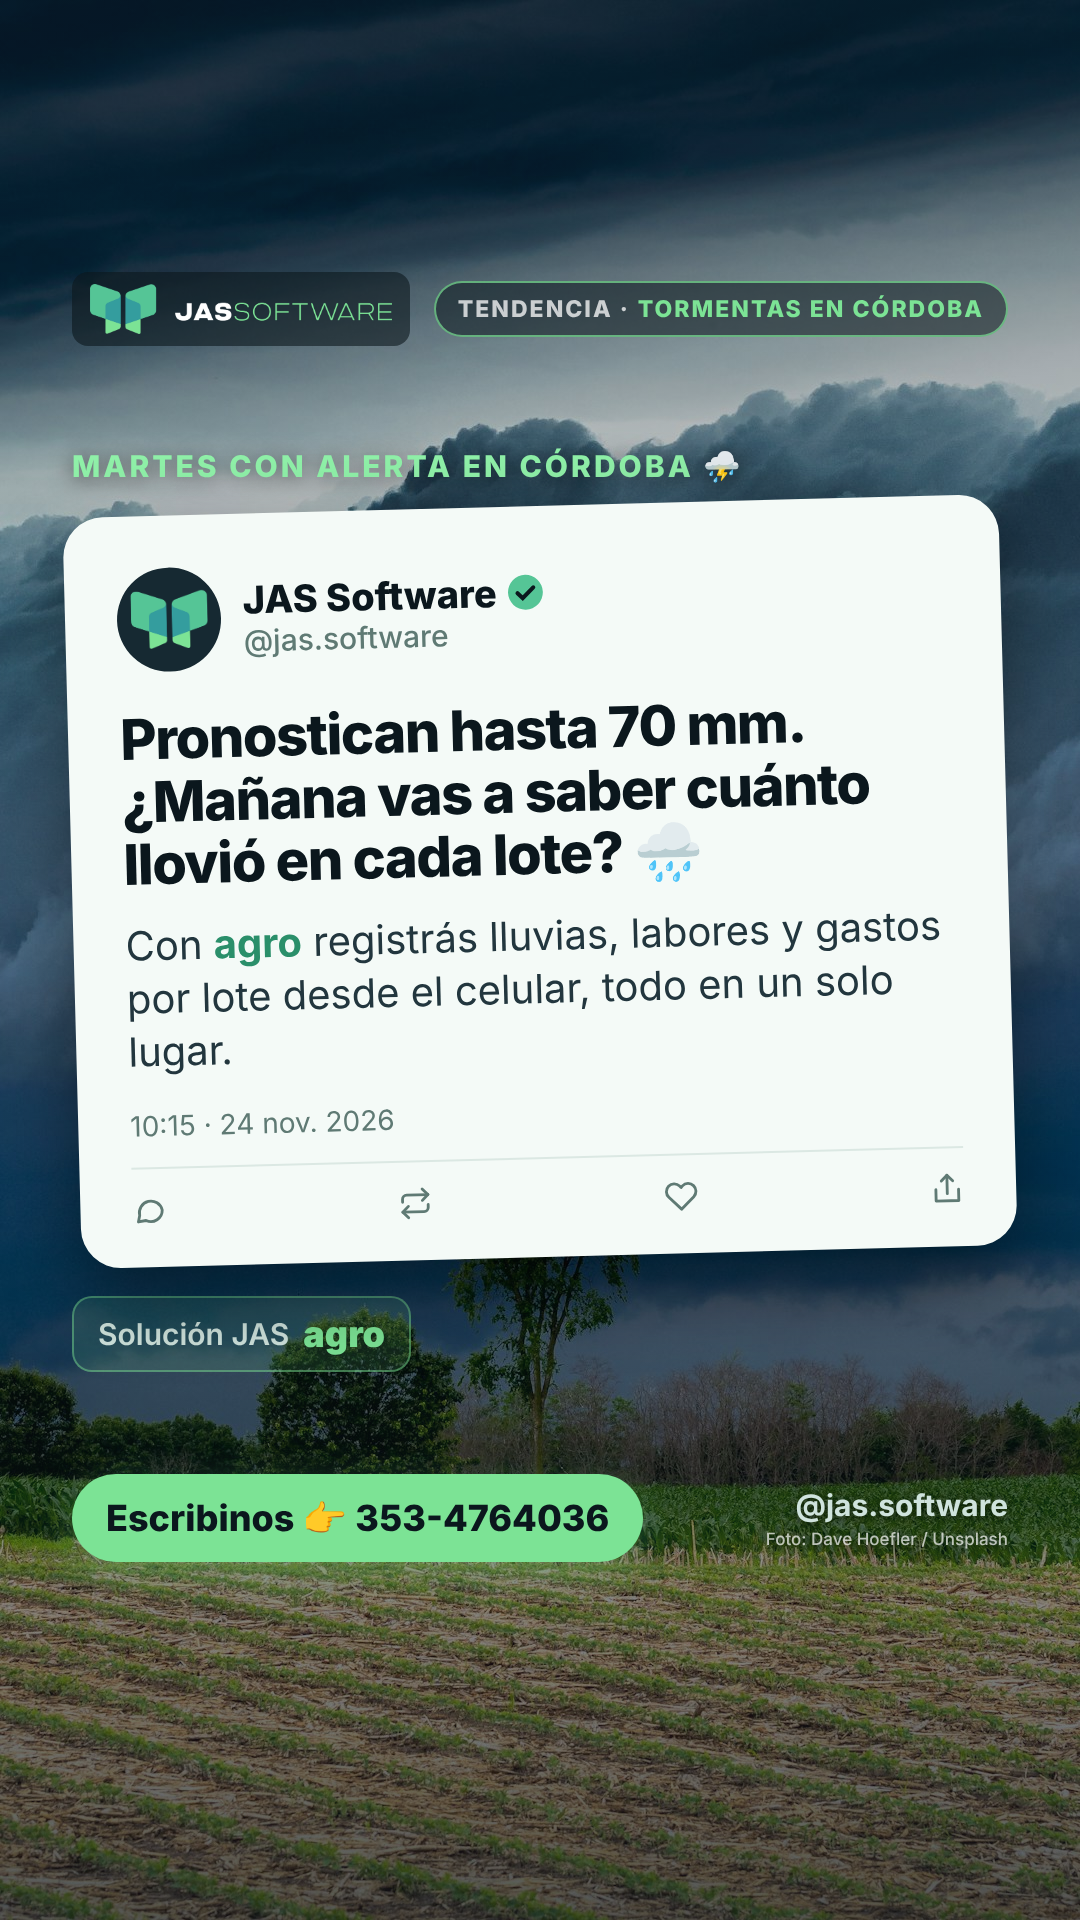 JASSOFTWARE
TENDENCIA · TORMENTAS EN CÓRDOBA
MARTES CON ALERTA EN CÓRDOBA ⛈️
JAS Software
@jas.software
Pronostican hasta 70 mm.
¿Mañana vas a saber cuánto
llovió en cada lote? 🌧️
Con agro registrás lluvias, labores y gastos
por lote desde el celular, todo en un solo
lugar.
10:15 · 24 nov. 2026
Solución JAS agro
Escribinos 👉 353-4764036
@jas.software
Foto: Dave Hoefler / Unsplash